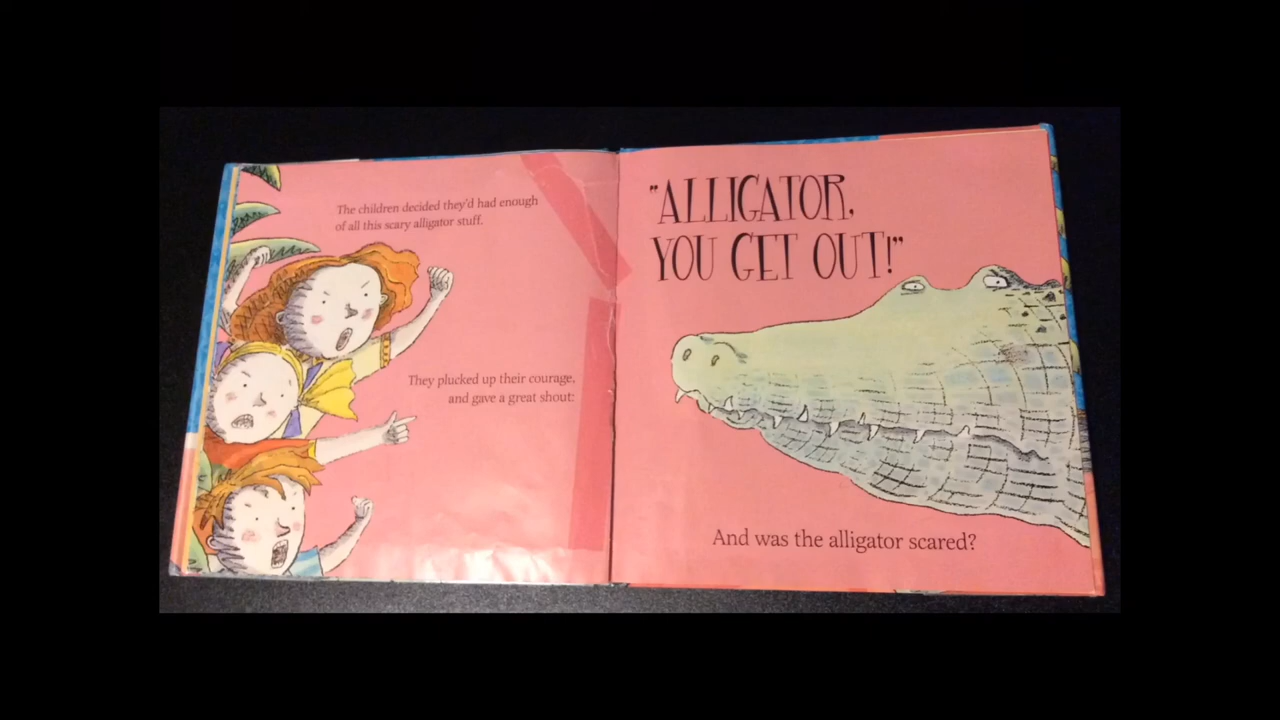 The children decided they'd had enough
of all this scary alligator stuff.
They plucked up their courage,
and gave a great shout:
"ALLIGATOR,
YOU GET OUT!"
And was the alligator scared?